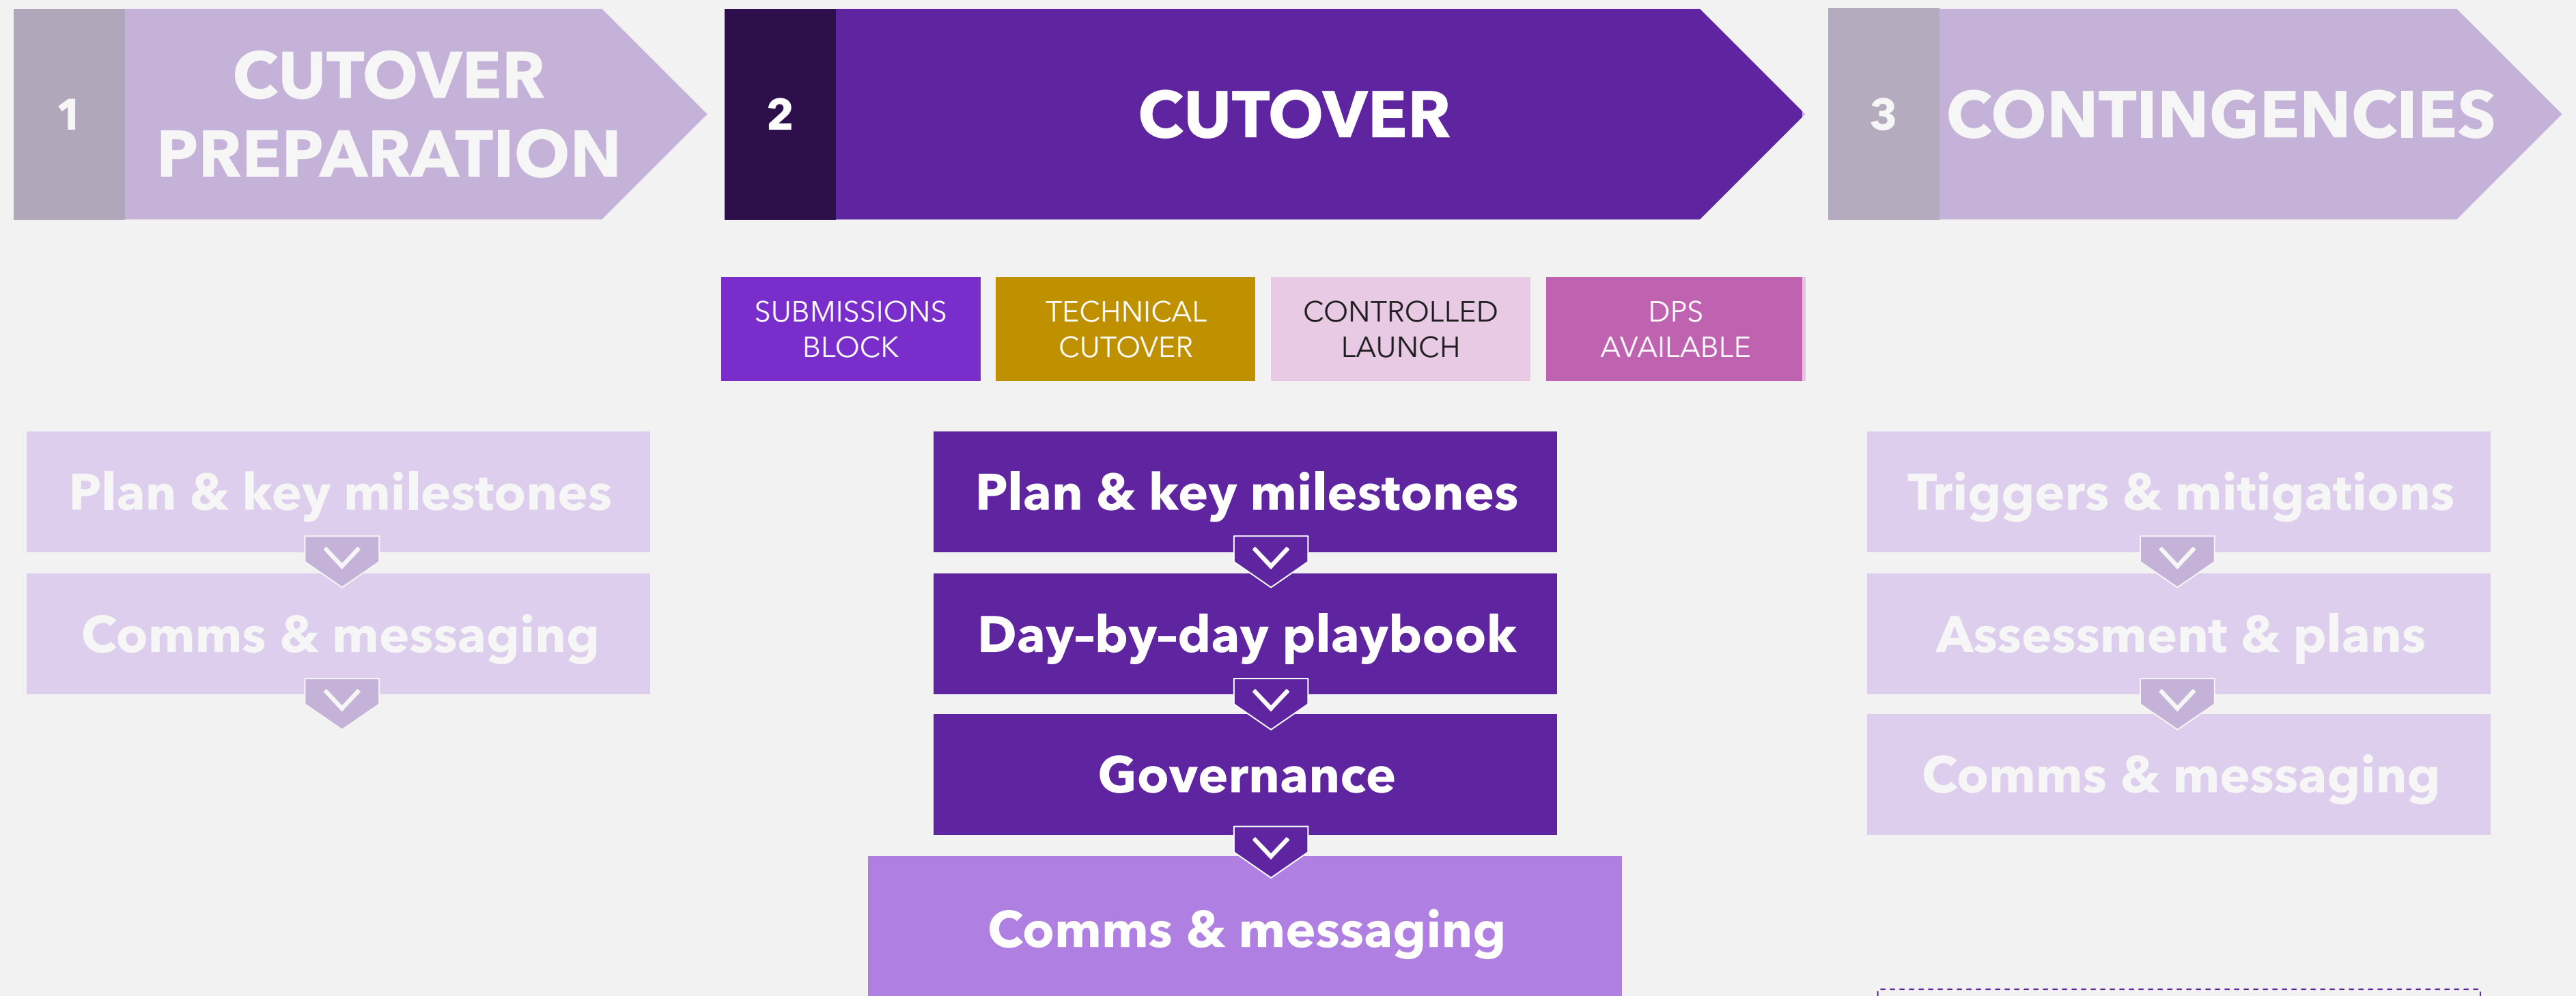 1
CUTOVER
PREPARATION
2
CUTOVER
3
CONTINGENCIES
SUBMISSIONS
BLOCK
TECHNICAL
CUTOVER
CONTROLLED
LAUNCH
DPS
AVAILABLE
Plan & key milestones
Comms & messaging
Plan & key milestones
Day–by–day playbook
Governance
Comms & messaging
Triggers & mitigations
Assessment & plans
Comms & messaging